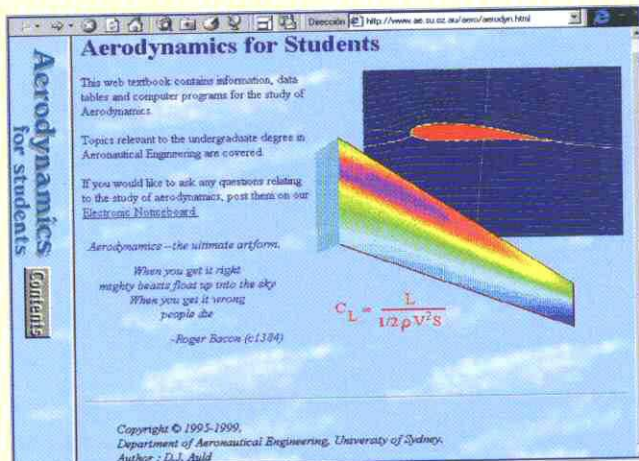 Dirección http://www.ae.su.oz.au/aero/aerodyn.html
Aerodynamics for Students
Aerodynamics
for students
Contents
This web textbook contains information, data
tables and computer programs for the study of
Aerodynamics.
Topics relevant to the undergraduate degree in
Aeronautical Engineering are covered.
If you would like to ask any questions relating
to the study of aerodynamics, post them on our
Electronic Noticeboard.
Aerodynamics -- the ultimate artform.
When you get it right
mighty beasts float up into the sky
When you get it wrong
people die
-Roger Bacon (c1384)
C_L = L
1/2 ρ V²S
Copyright © 1995-1999,
Department of Aeronautical Engineering, University of Sydney.
Author : D.J. Auld